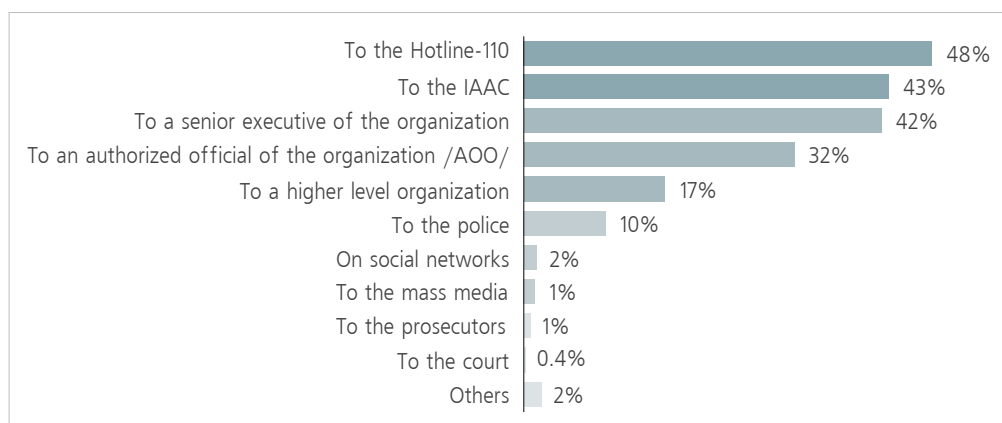 To the Hotline-110 48%
To the IAAC 43%
To a senior executive of the organization 42%
To an authorized official of the organization /AOO/ 32%
To a higher level organization 17%
To the police 10%
On social networks 2%
To the mass media 1%
To the prosecutors 1%
To the court 0.4%
Others 2%